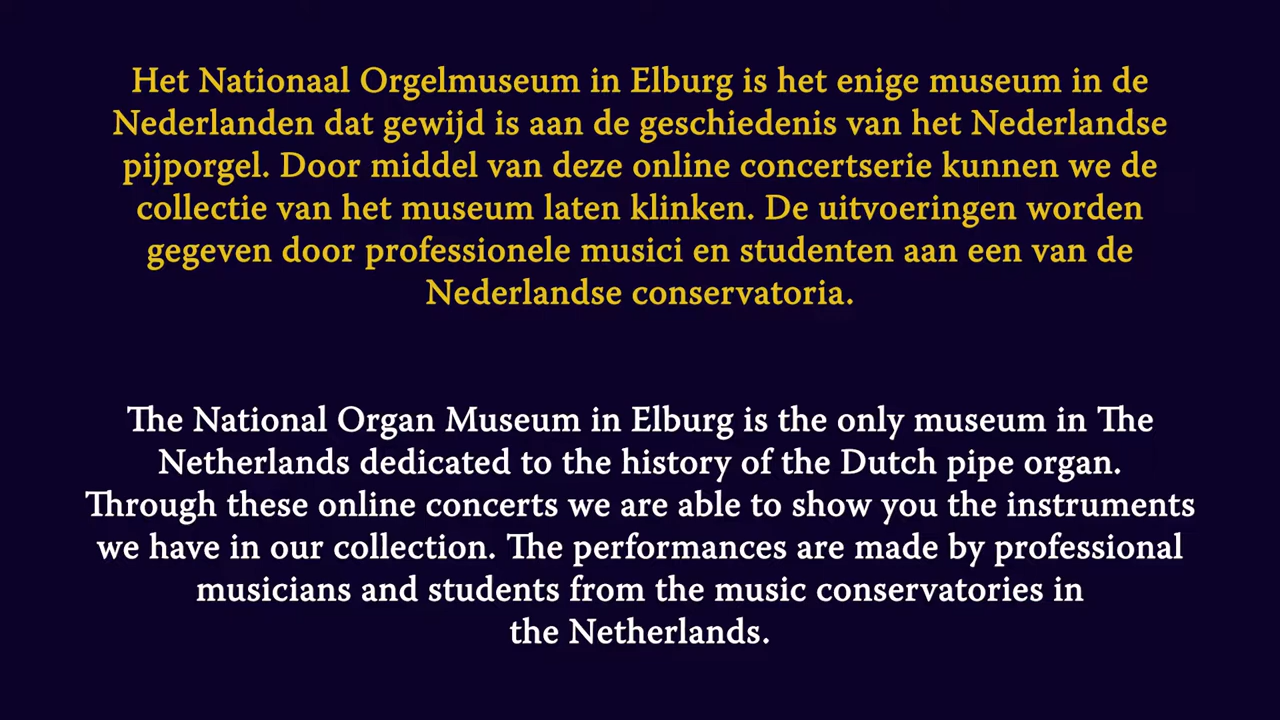 Het Nationaal Orgelmuseum in Elburg is het enige museum in de
Nederlanden dat gewijd is aan de geschiedenis van het Nederlandse
pijporgel. Door middel van deze online concertserie kunnen we de
collectie van het museum laten klinken. De uitvoeringen worden
gegeven door professionele musici en studenten aan een van de
Nederlandse conservatoria.
The National Organ Museum in Elburg is the only museum in The
Netherlands dedicated to the history of the Dutch pipe organ.
Through these online concerts we are able to show you the instruments
we have in our collection. The performances are made by professional
musicians and students from the music conservatories in
the Netherlands.